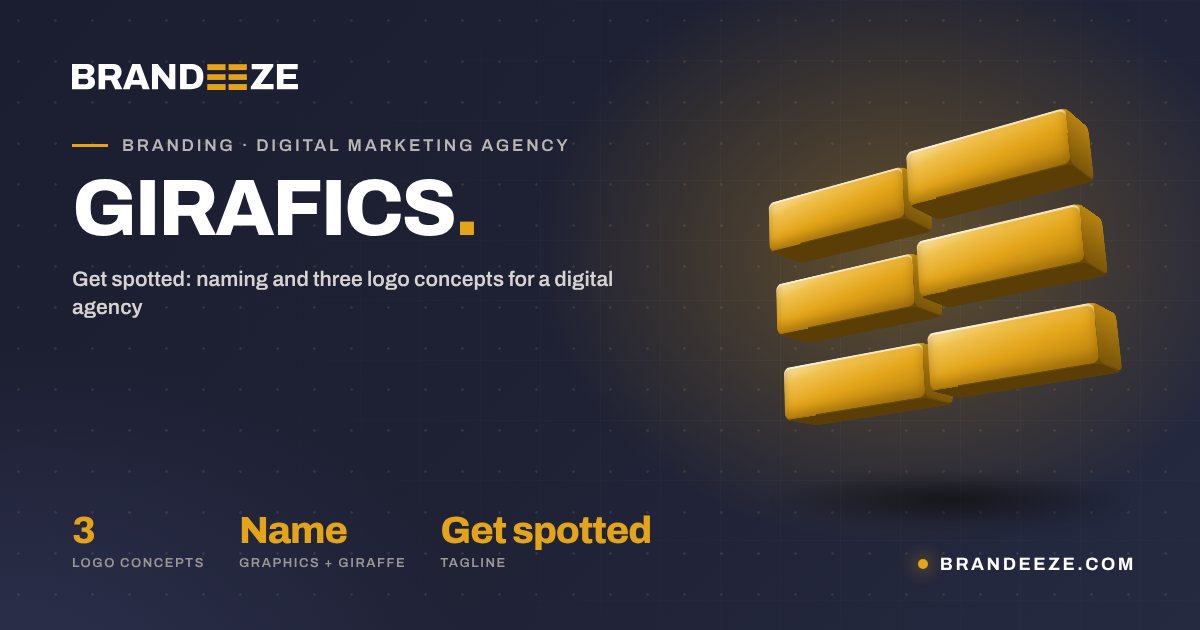 BRANDEEZE
BRANDING · DIGITAL MARKETING AGENCY
GIRAFICS.
Get spotted: naming and three logo concepts for a digital
agency
3
LOGO CONCEPTS
Name
GRAPHICS + GIRAFFE
Get spotted
TAGLINE
BRANDEEZE.COM